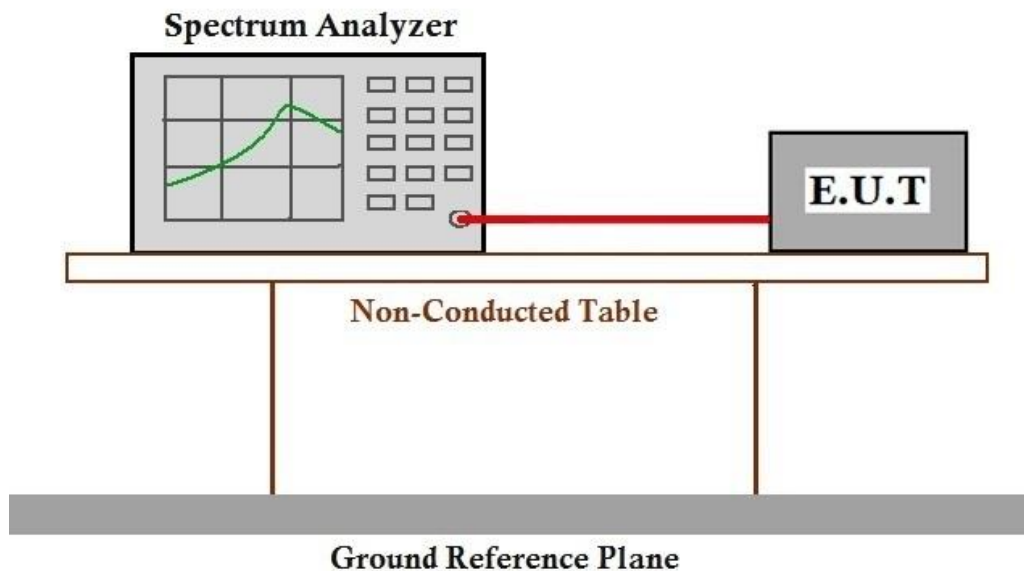 Spectrum Analyzer
E.U.T
Non-Conducted Table
Ground Reference Plane